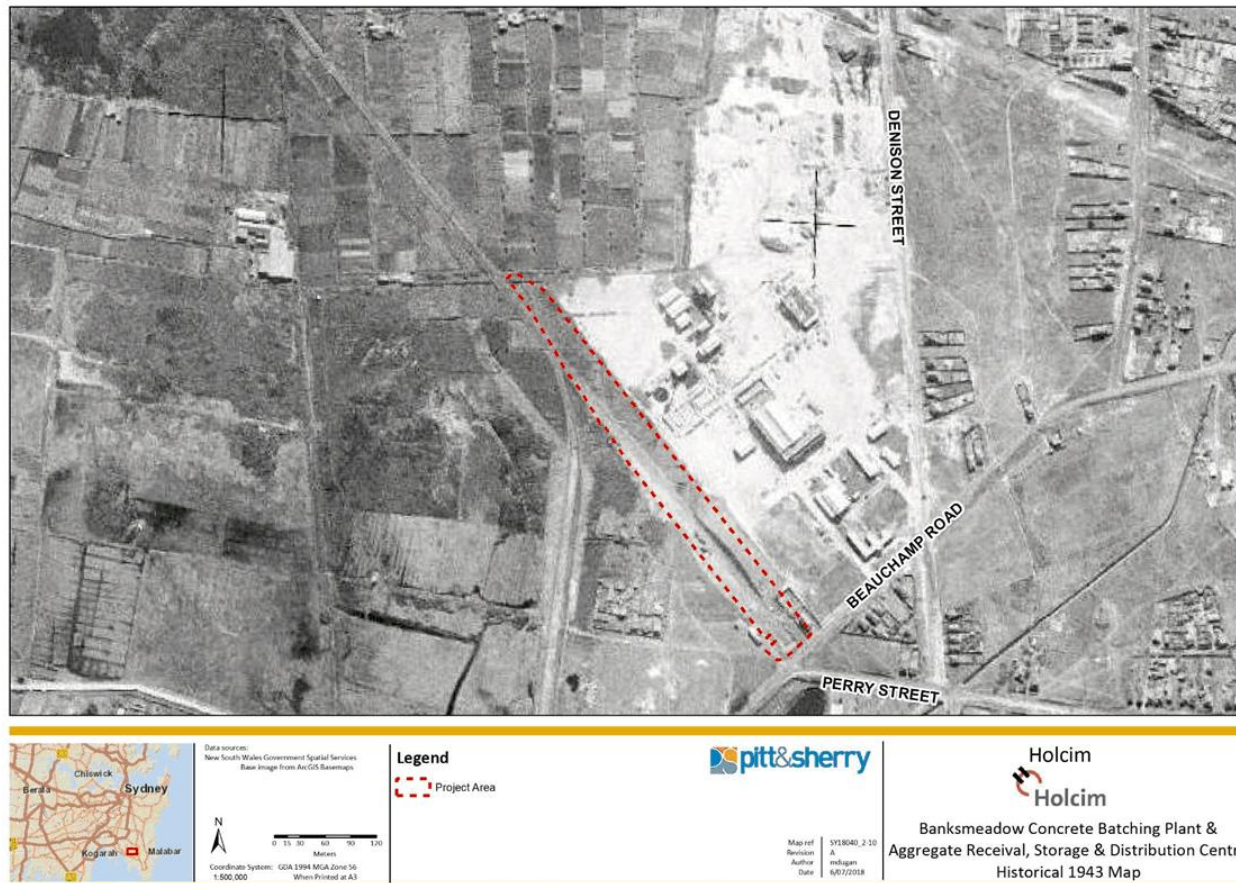 DENISON STREET
BEAUCHAMP ROAD
PERRY STREET
Chiswick
Sydney
Berala
Kogarah
Malabar
Data sources:
New South Wales Government Spatial Services
Base image from ArcGIS Basemaps
N
0 15 30 60 90 120
Meters
Coordinate System: GDA 1994 MGA Zone 56
1:500,000 When Printed at A3
Legend
Project Area
pitt&sherry
Map ref SY18040_2-10
Revision A
Author mdugan
Date 6/07/2018
Holcim
Holcim
Banksmeadow Concrete Batching Plant &
Aggregate Receival, Storage & Distribution Centr
Historical 1943 Map